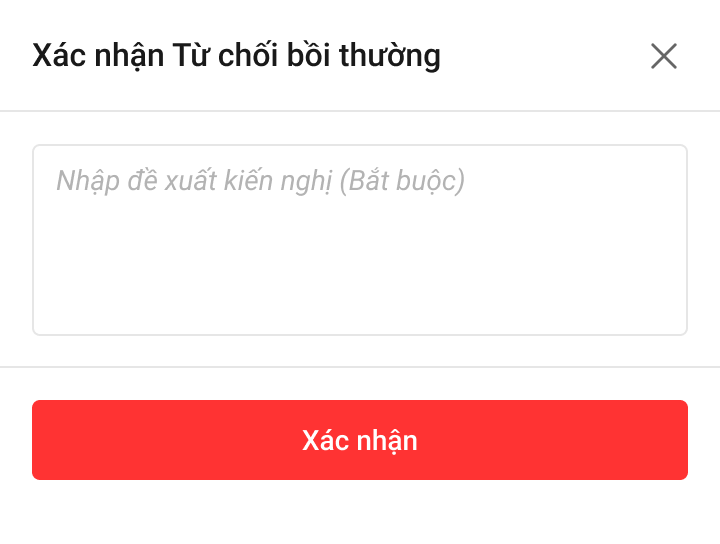 Xác nhận Từ chối bồi thường
Nhập đề xuất kiến nghị (Bắt buộc)
Xác nhận